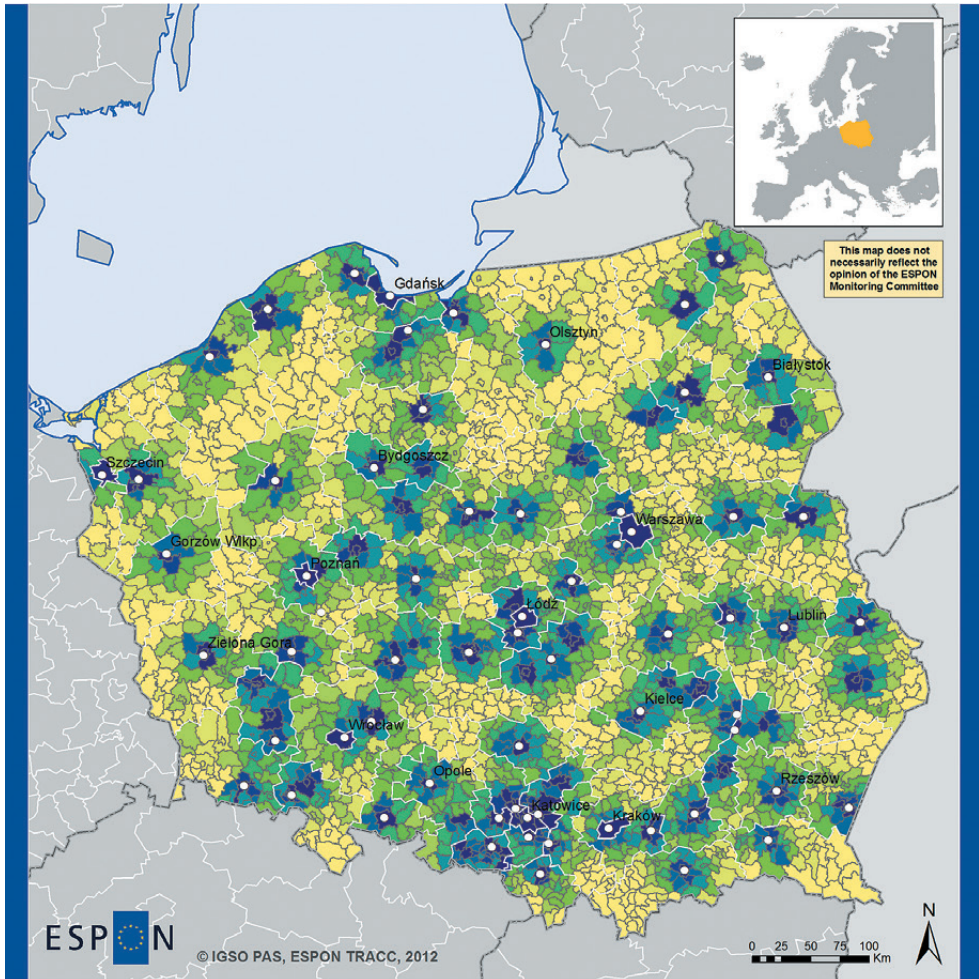 This map does not
necessarily reflect the
opinion of the ESPON
Monitoring Committee
Gdańsk
Olsztyn
Białystok
Szczecin
Bydgoszcz
Warszawa
Gorzów Wlkp
Poznań
Łódź
Lublin
Zielona Góra
Wrocław
Kielce
Opole
Katowice
Kraków
Rzeszów
ESPON
© IGSO PAS, ESPON TRACC, 2012
N
0 25 50 75 100
Km